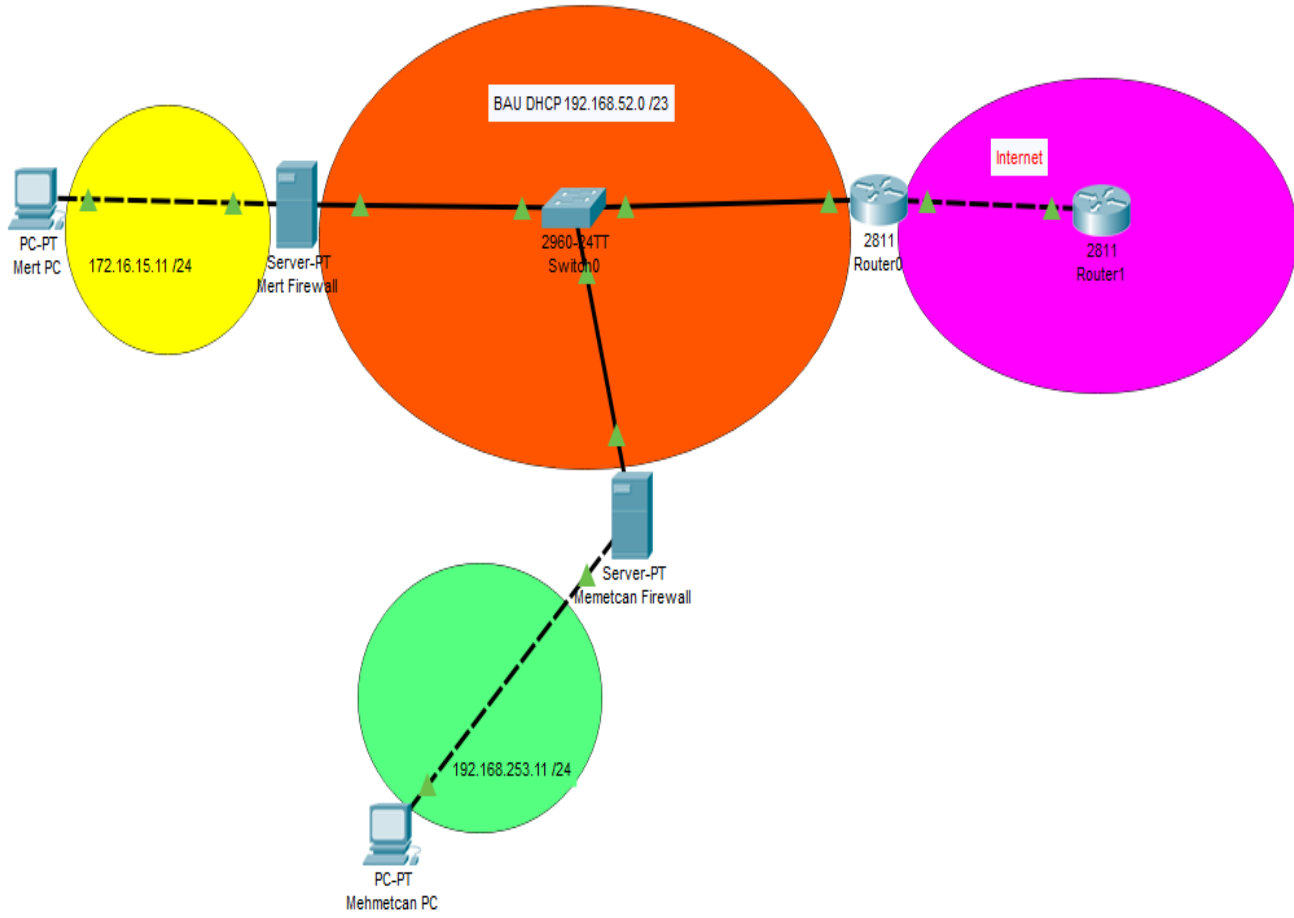 BAU DHCP 192.168.52.0 /23
Internet
PC-PT
Mert PC
172.16.15.11 /24
Server-PT
Mert Firewall
2960-24TT
Switch0
2811
Router0
2811
Router1
Server-PT
Memetcan Firewall
192.168.253.11 /24
PC-PT
Mehmetcan PC